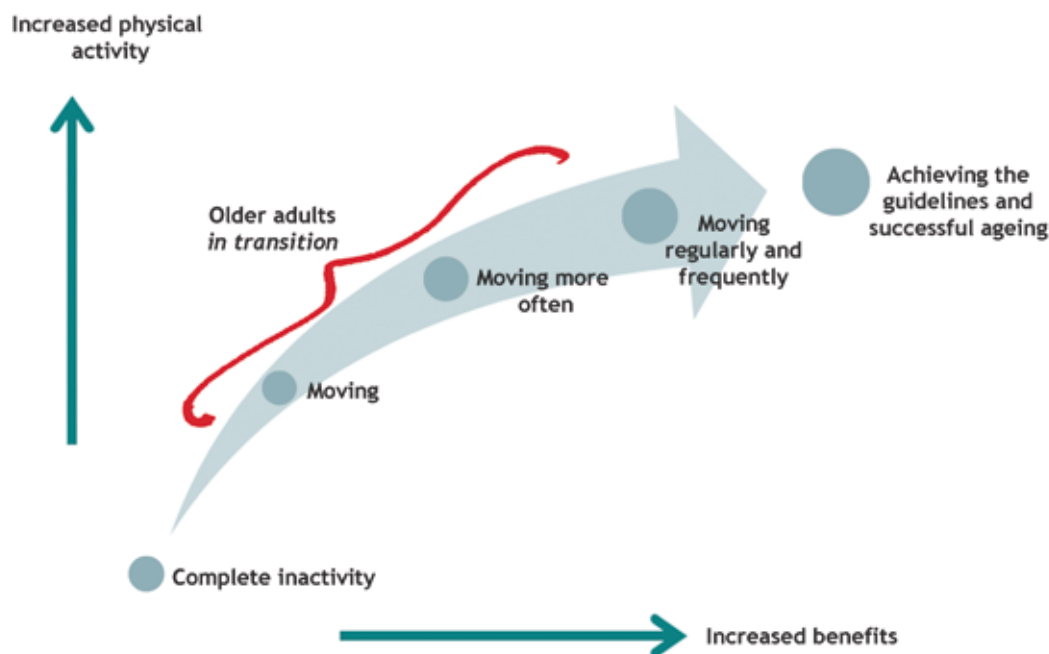 Increased physical
activity
Older adults
in transition
Achieving the
guidelines and
successful ageing
Moving
regularly and
frequently
Moving more
often
Moving
Complete inactivity
Increased benefits